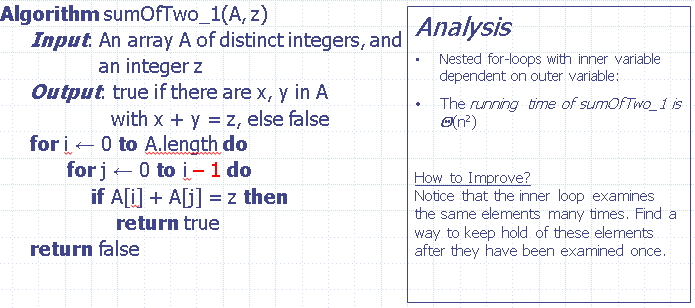 Algorithm sumOfTwo_1(A, z)
Input: An array A of distinct integers, and
an integer z
Output: true if there are x, y in A
with x + y = z, else false
for i ← 0 to A.length do
for j ← 0 to i – 1 do
if A[i] + A[j] = z then
return true
return false
Analysis
• Nested for-loops with inner variable
dependent on outer variable:
• The running time of sumOfTwo_1 is
Θ(n²)
How to Improve?
Notice that the inner loop examines
the same elements many times. Find a
way to keep hold of these elements
after they have been examined once.